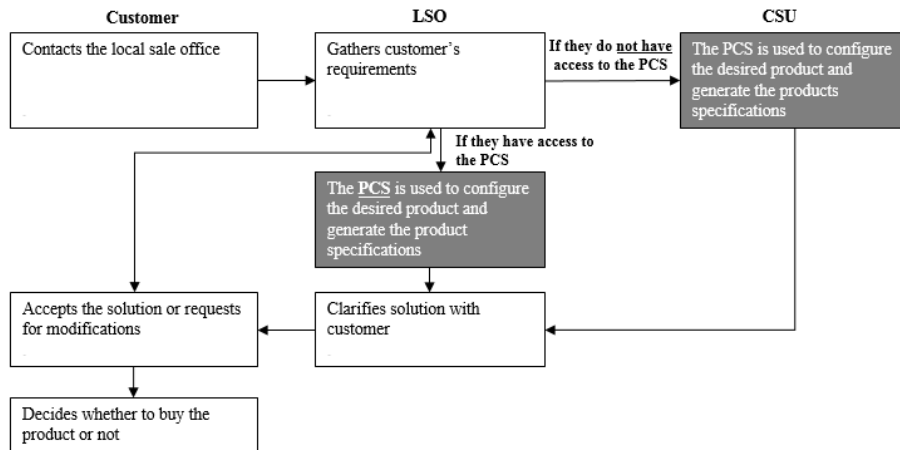 Customer
LSO
CSU
Contacts the local sale office
Gathers customer's
requirements
If they do not have
access to the PCS
The PCS is used to configure
the desired product and
generate the products
specifications
If they have access to
the PCS
The PCS is used to configure
the desired product and
generate the product
specifications
Accepts the solution or requests
for modifications
Clarifies solution with
customer
Decides whether to buy the
product or not